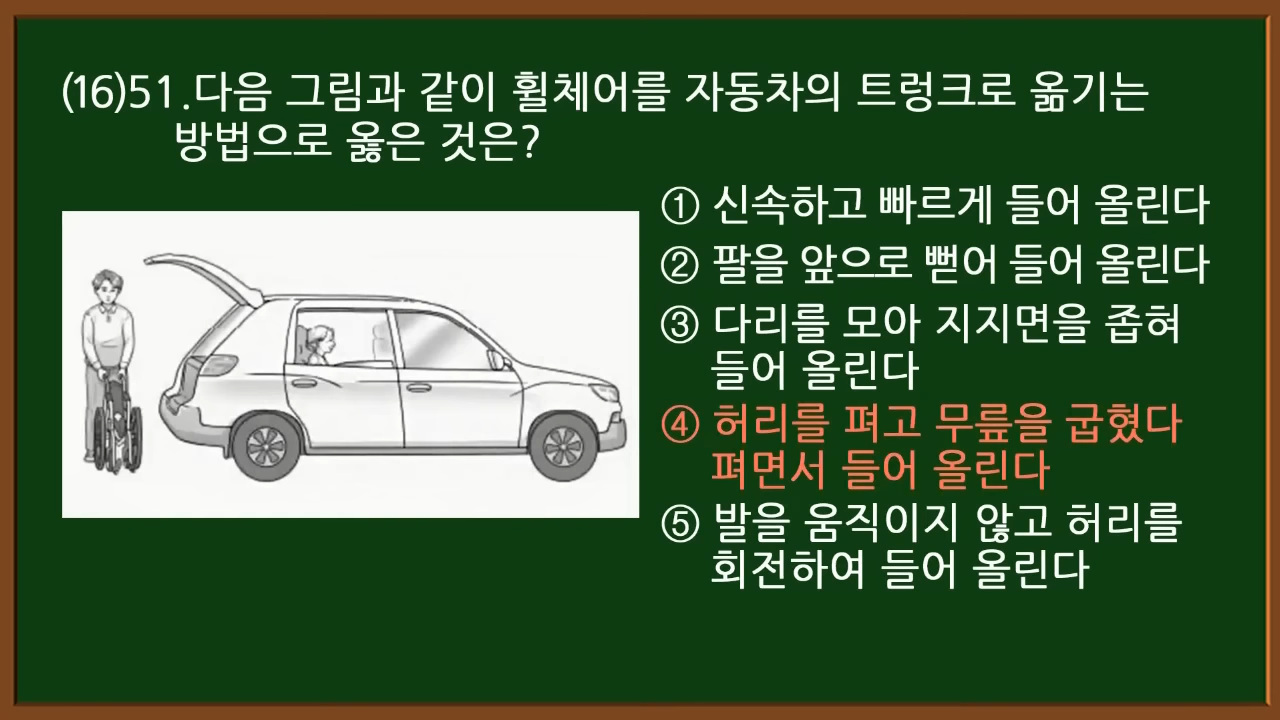 (16)51.다음 그림과 같이 휠체어를 자동차의 트렁크로 옮기는
방법으로 옳은 것은?
① 신속하고 빠르게 들어 올린다
② 팔을 앞으로 뻗어 들어 올린다
③ 다리를 모아 지지면을 좁혀
들어 올린다
④ 허리를 펴고 무릎을 굽혔다
펴면서 들어 올린다
⑤ 발을 움직이지 않고 허리를
회전하여 들어 올린다